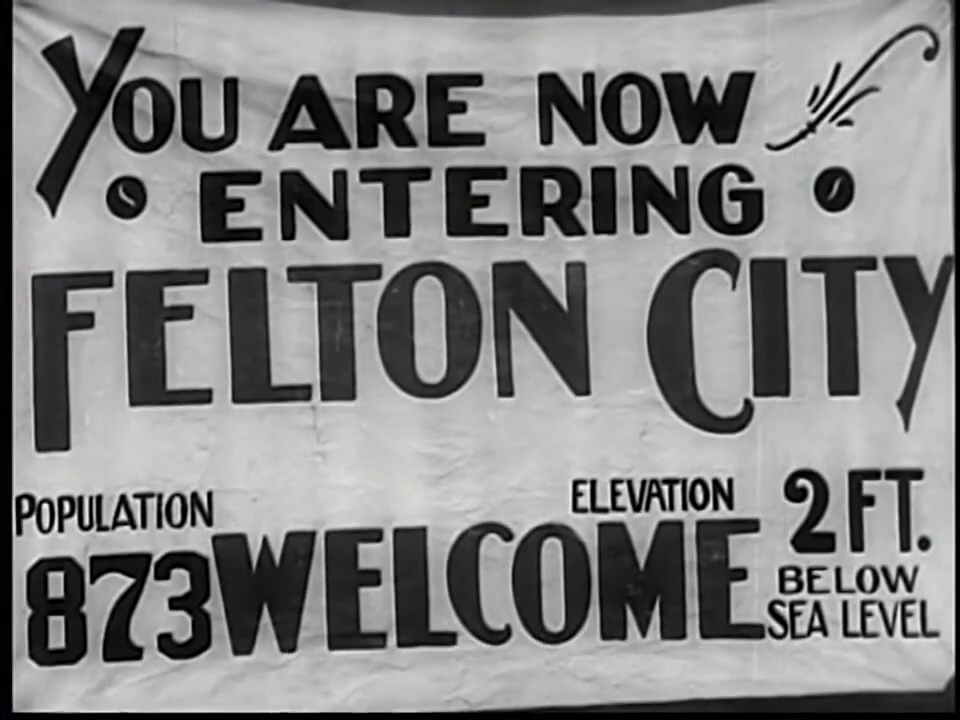 YOU ARE NOW
ENTERING
FELTON CITY
POPULATION
873
WELCOME
ELEVATION
2 FT.
BELOW
SEA LEVEL